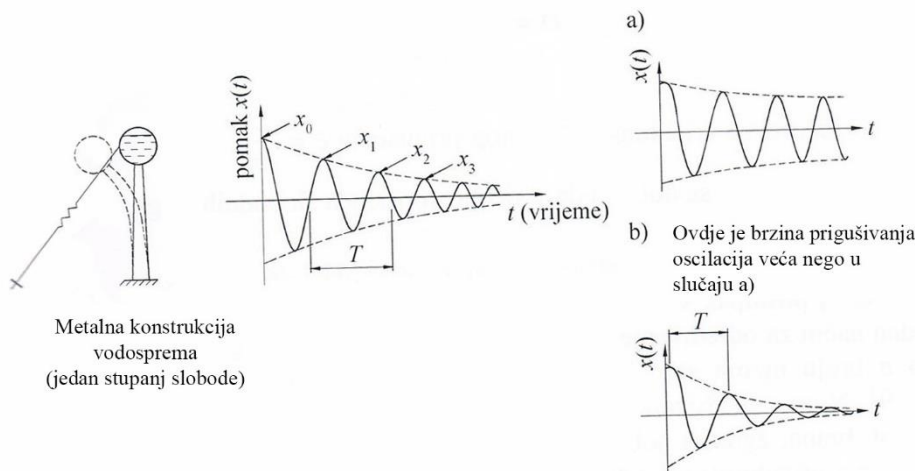 Metalna konstrukcija
vodosprema
(jedan stupanj slobode)
pomak x(t)
x₀
x₁
x₂
x₃
T
t (vrijeme)
a)
x(t)
t
b) Ovdje je brzina prigušivanja
oscilacija veća nego u
slučaju a)
T
x(t)
t